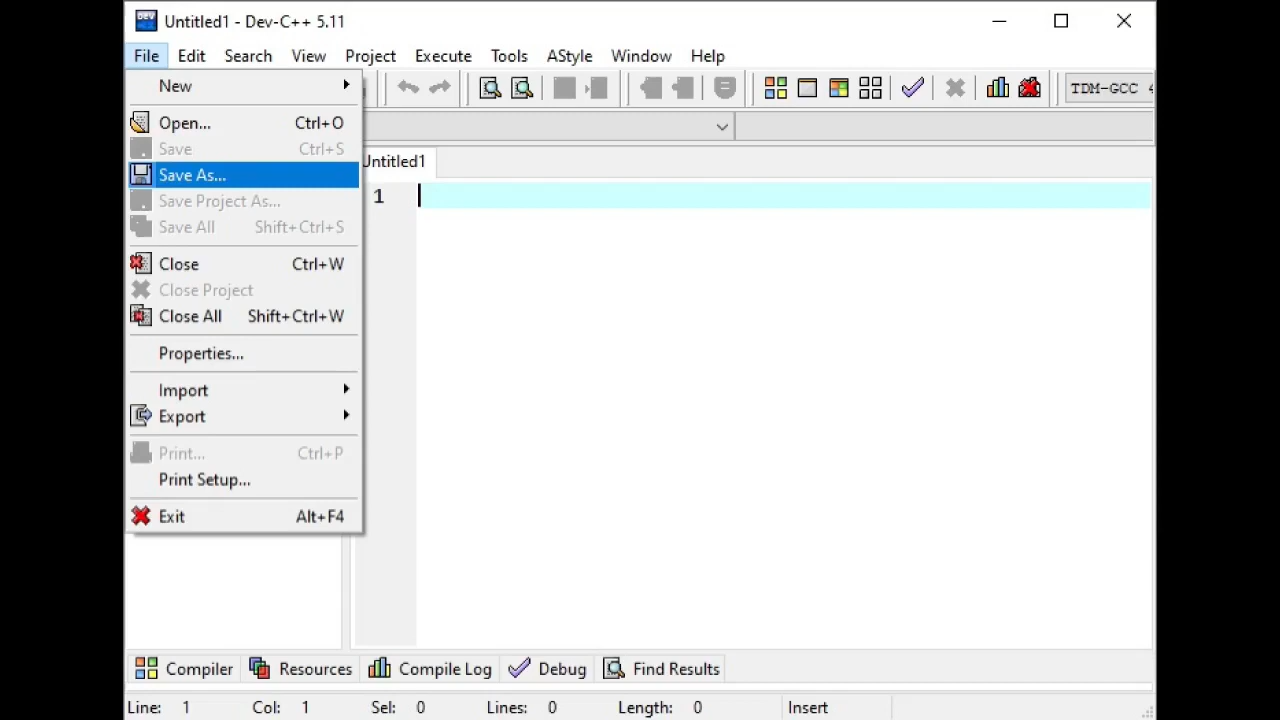 Untitled1 - Dev-C++ 5.11
File Edit Search View Project Execute Tools AStyle Window Help
New
TDM-GCC 4
Open... Ctrl+O
Save Ctrl+S
Untitled1
Save As...
1
Save Project As...
Save All Shift+Ctrl+S
Close Ctrl+W
Close Project
Close All Shift+Ctrl+W
Properties...
Import
Export
Print... Ctrl+P
Print Setup...
Exit Alt+F4
Compiler Resources Compile Log Debug Find Results
Line: 1 Col: 1 Sel: 0 Lines: 0 Length: 0 Insert